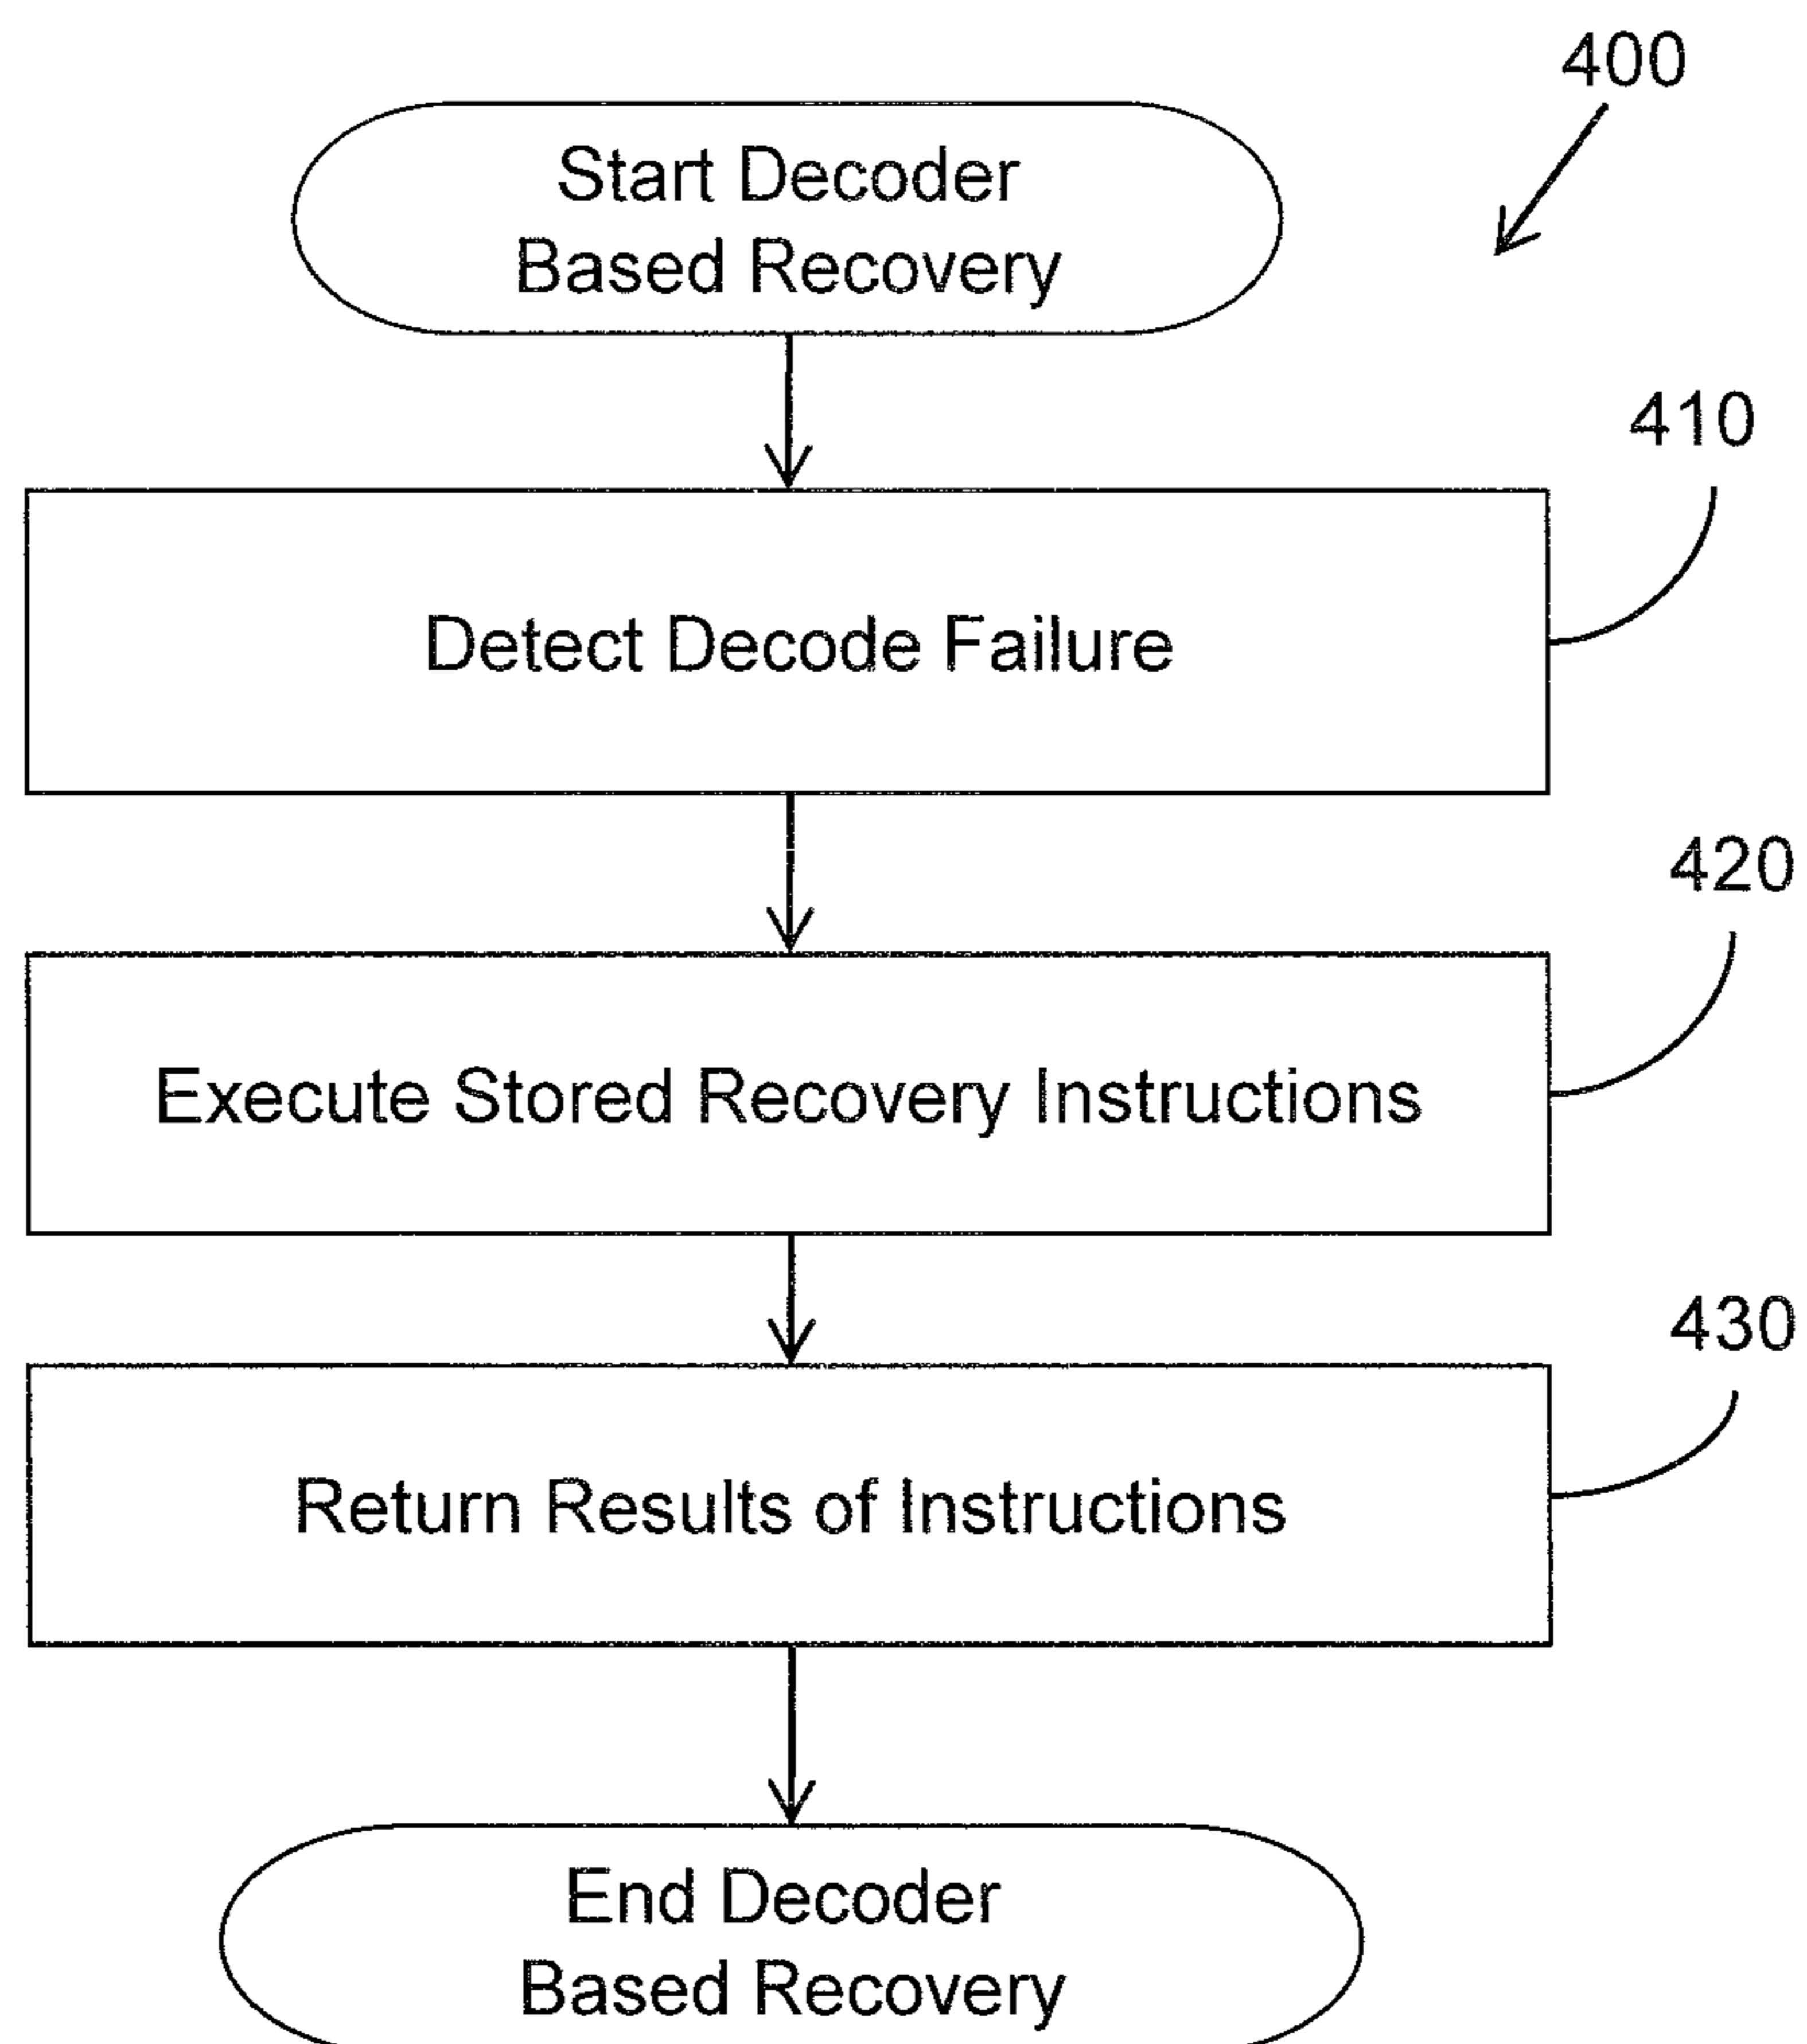 400
Start Decoder
Based Recovery
410
Detect Decode Failure
420
Execute Stored Recovery Instructions
430
Return Results of Instructions
End Decoder
Based Recovery